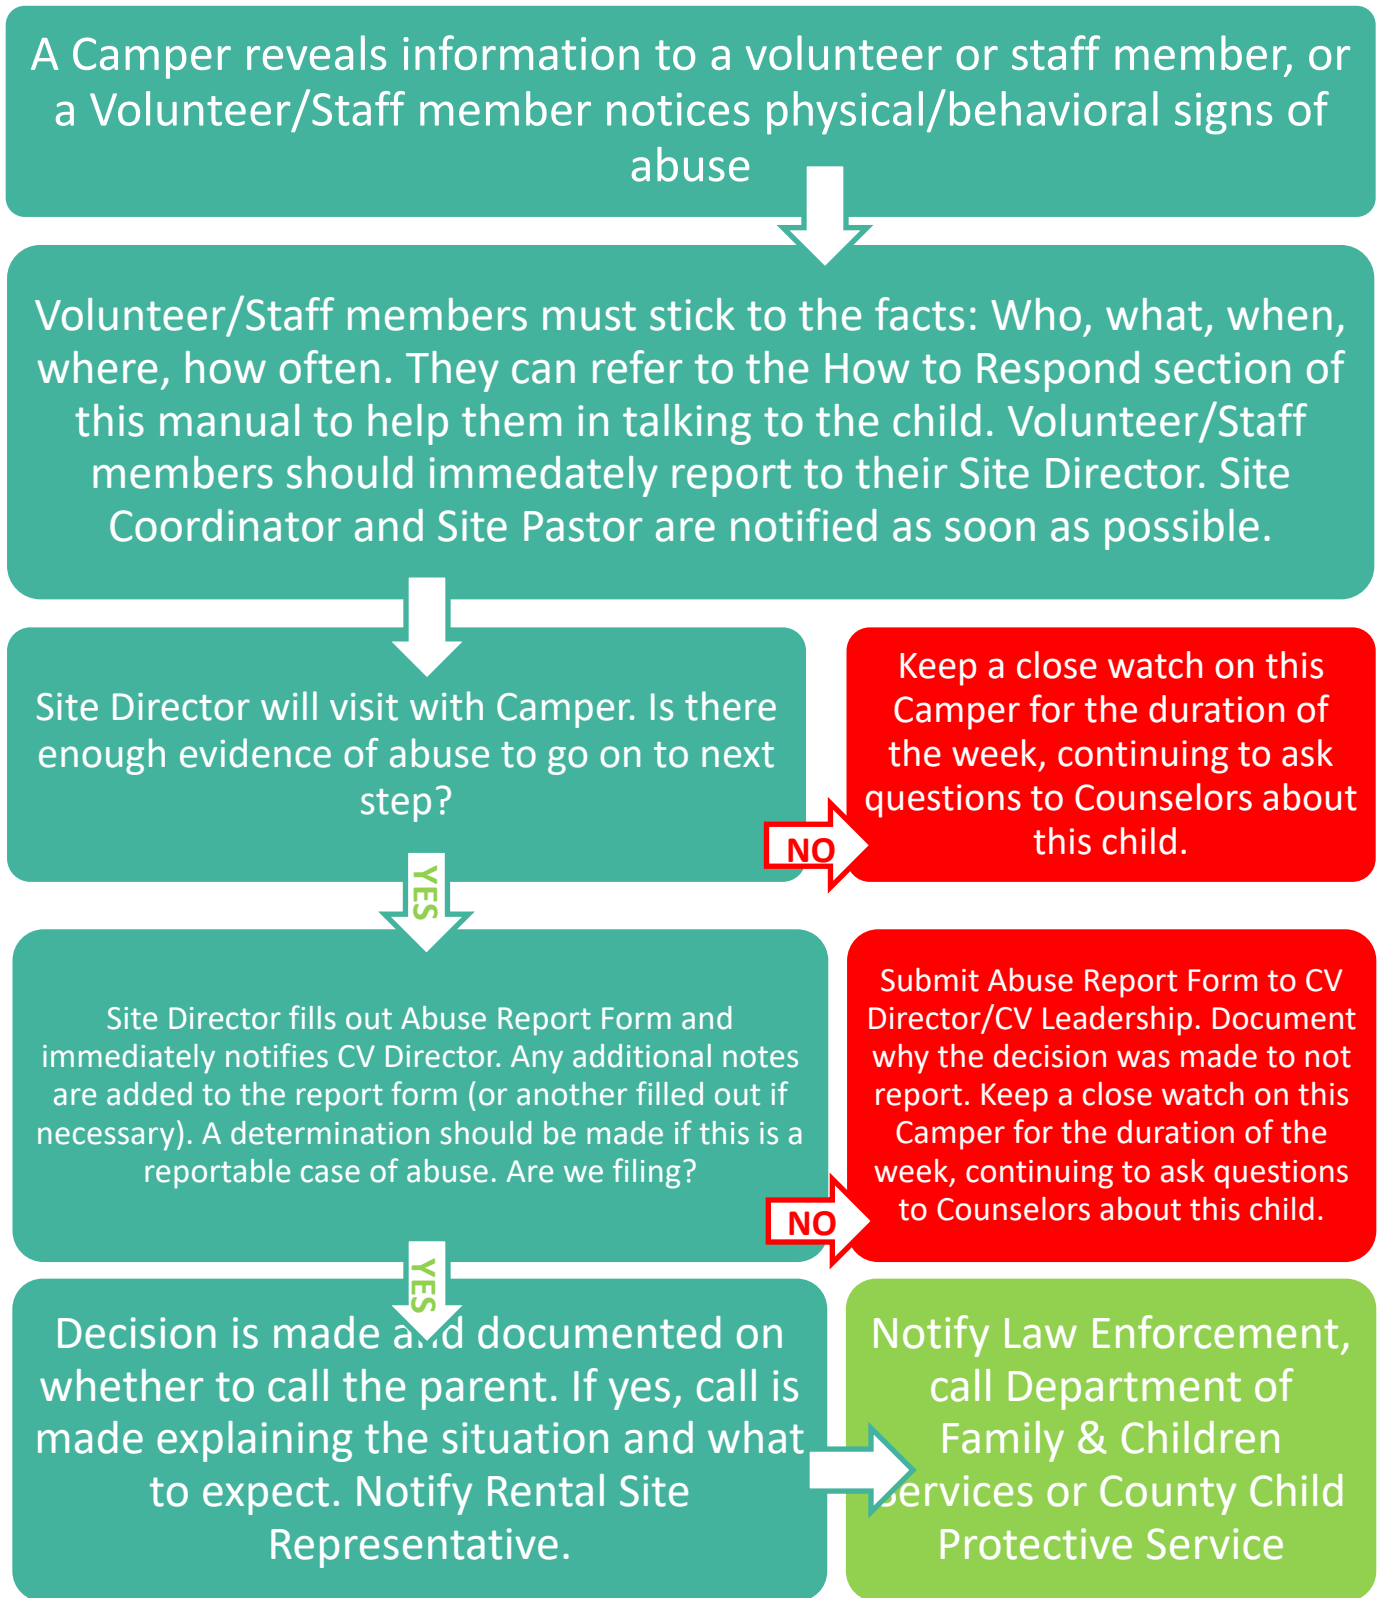 A Camper reveals information to a volunteer or staff member, or
a Volunteer/Staff member notices physical/behavioral signs of
abuse
Volunteer/Staff members must stick to the facts: Who, what, when,
where, how often. They can refer to the How to Respond section of
this manual to help them in talking to the child. Volunteer/Staff
members should immedately report to their Site Director. Site
Coordinator and Site Pastor are notified as soon as possible.
Site Director will visit with Camper. Is there
enough evidence of abuse to go on to next
step?
NO
Keep a close watch on this
Camper for the duration of
the week, continuing to ask
questions to Counselors about
this child.
YES
Site Director fills out Abuse Report Form and
immediately notifies CV Director. Any additional notes
are added to the report form (or another filled out if
necessary). A determination should be made if this is a
reportable case of abuse. Are we filing?
NO
Submit Abuse Report Form to CV
Director/CV Leadership. Document
why the decision was made to not
report. Keep a close watch on this
Camper for the duration of the
week, continuing to ask questions
to Counselors about this child.
YES
Decision is made and documented on
whether to call the parent. If yes, call is
made explaining the situation and what
to expect. Notify Rental Site
Representative.
Notify Law Enforcement,
call Department of
Family & Children
Services or County Child
Protective Service